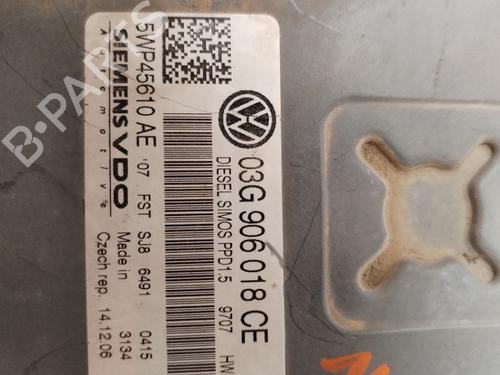 03G 906 018 CE
DIESEL SIMOS PPD1.5 9707 HW
5WP45610 AE '07 FST SJ8 6491 0415
SIEMENS VDO Made in 3134
Automotive Czech rep. 14.12.06
B-PARTS